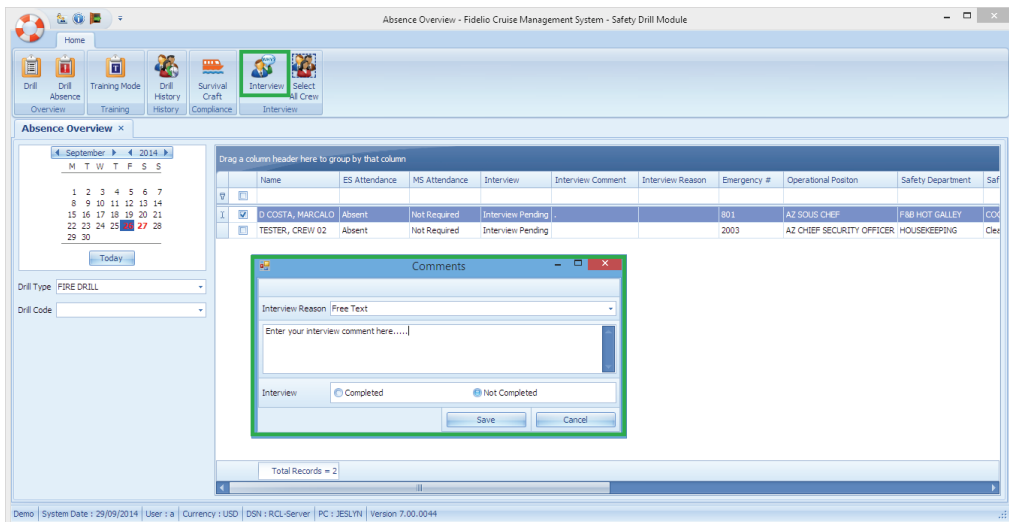 Absence Overview - Fidelio Cruise Management System - Safety Drill Module
Home
Drill
Drill Absence
Training Mode
Drill History
Survival Craft
Interview
Select All Crew
Overview
Training
History
Compliance
Interview
Absence Overview ×
September 2014
M T W T F S S
1 2 3 4 5 6 7
8 9 10 11 12 13 14
15 16 17 18 19 20 21
22 23 24 25 26 27 28
29 30
Today
Drill Type FIRE DRILL
Drill Code
Drag a column header here to group by that column
Name ES Attendance MS Attendance Interview Interview Comment Interview Reason Emergency # Operational Positon Safety Department Saf
D COSTA, MARCALO Absent Not Required Interview Pending . 801 AZ SOUS CHEF F&B HOT GALLEY COO
TESTER, CREW 02 Absent Not Required Interview Pending 2003 AZ CHIEF SECURITY OFFICER HOUSEKEEPING Clea
Comments
Interview Reason Free Text
Enter your interview comment here.....
Interview Completed Not Completed
Save Cancel
Total Records = 2
Demo System Date : 29/09/2014 User : a Currency : USD DSN : RCL-Server PC : JESLYN Version 7.00.0044